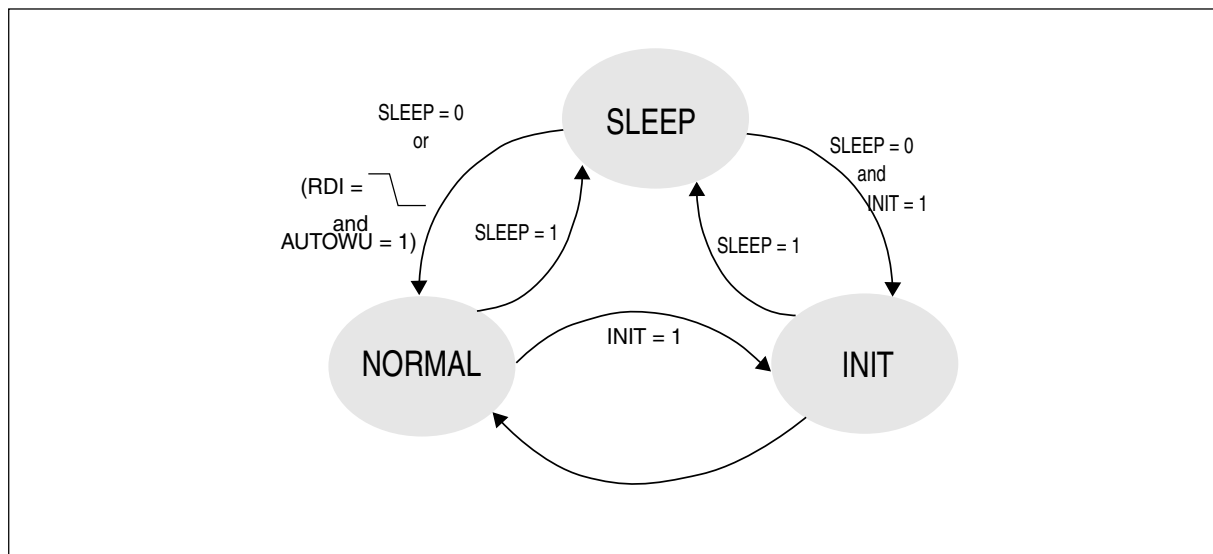 SLEEP
SLEEP = 0
or
(RDI =
and
AUTOWU = 1)
SLEEP = 1
SLEEP = 0
and
INIT = 1
SLEEP = 1
INIT = 1
NORMAL
INIT